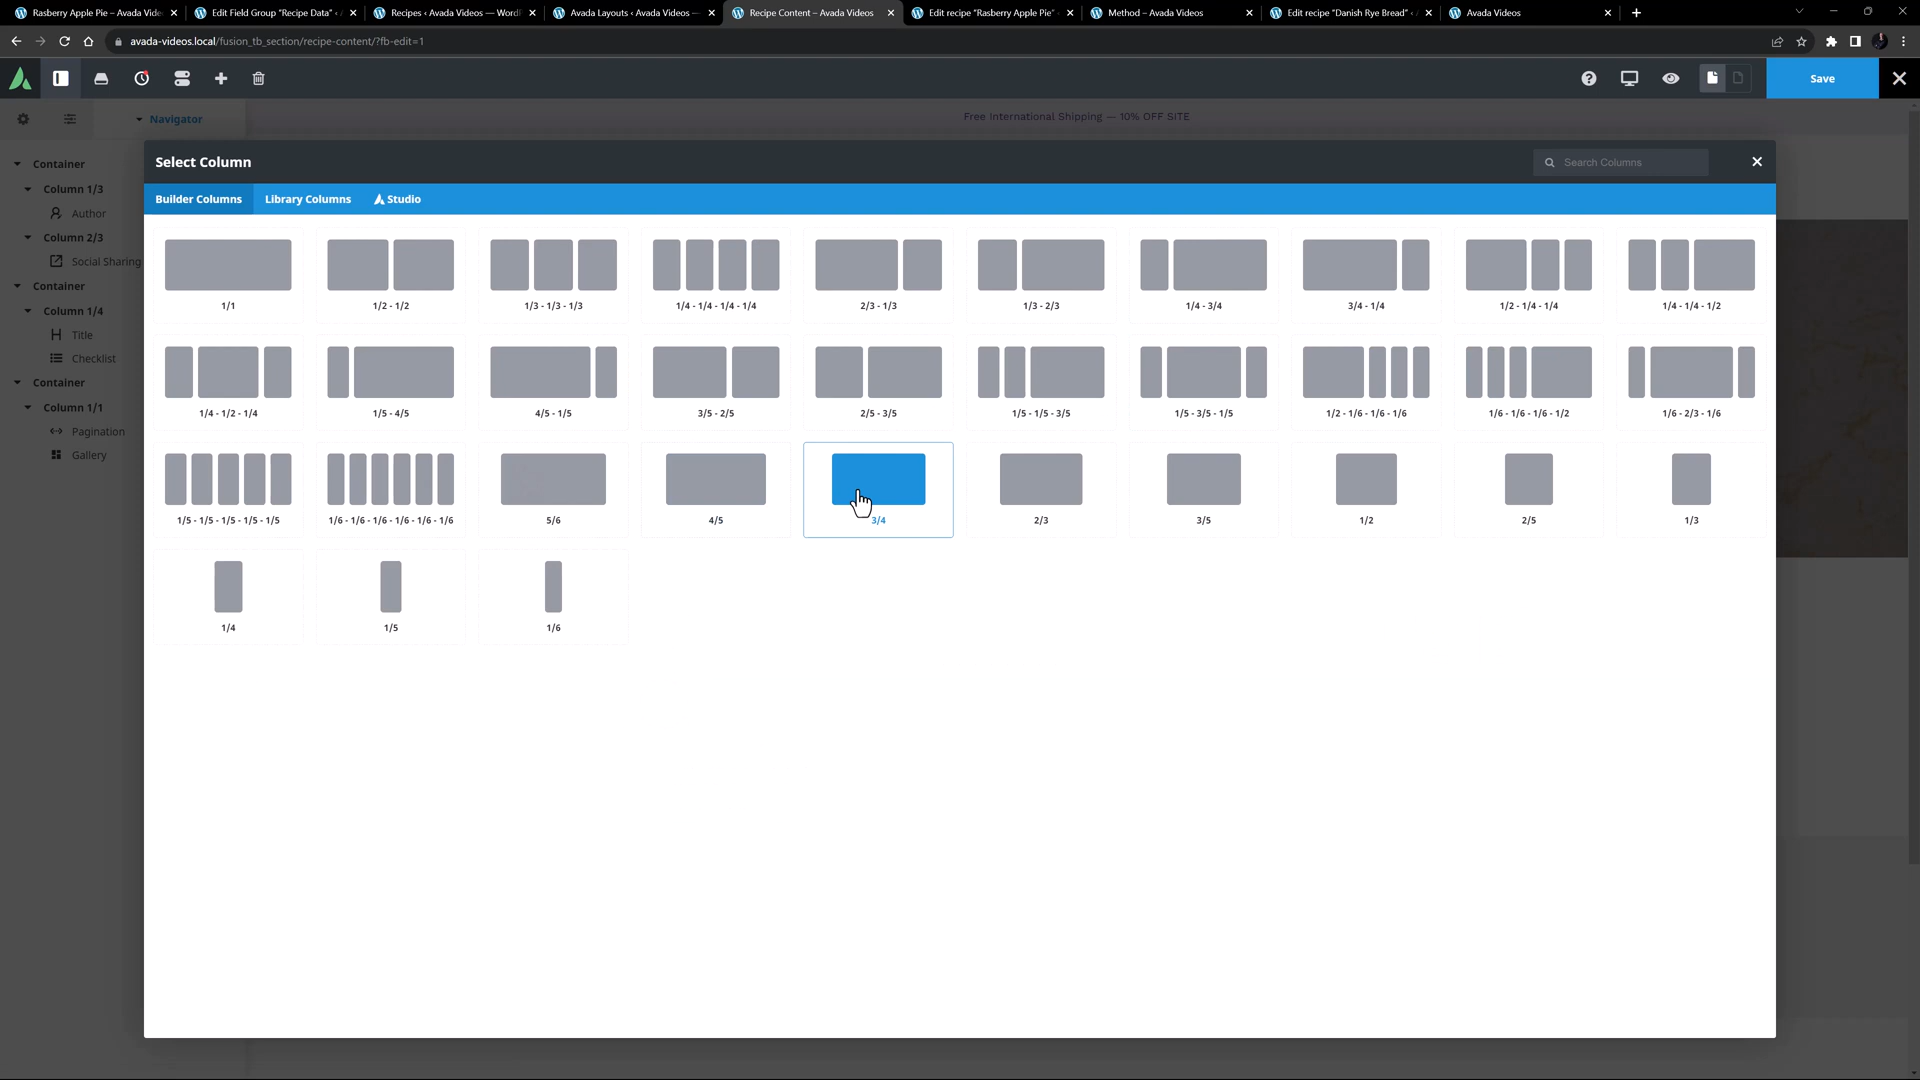 Rasberry Apple Pie – Avada Vide
Edit Field Group "Recipe Data" ‹
Recipes ‹ Avada Videos — WordP
Avada Layouts ‹ Avada Videos —
Recipe Content – Avada Videos
Edit recipe "Rasberry Apple Pie"
Method – Avada Videos
Edit recipe "Danish Rye Bread" ‹
Avada Videos
avada-videos.local/fusion_tb_section/recipe-content/?fb-edit=1
Save
Navigator
Free International Shipping — 10% OFF SITE
Container
Column 1/3
Author
Column 2/3
Social Sharing
Container
Column 1/4
Title
Checklist
Container
Column 1/1
Pagination
Gallery
Select Column
Search Columns
Builder Columns
Library Columns
Studio
1/1
1/2 - 1/2
1/3 - 1/3 - 1/3
1/4 - 1/4 - 1/4 - 1/4
2/3 - 1/3
1/3 - 2/3
1/4 - 3/4
3/4 - 1/4
1/2 - 1/4 - 1/4
1/4 - 1/4 - 1/2
1/4 - 1/2 - 1/4
1/5 - 4/5
4/5 - 1/5
3/5 - 2/5
2/5 - 3/5
1/5 - 1/5 - 3/5
1/5 - 3/5 - 1/5
1/2 - 1/6 - 1/6 - 1/6
1/6 - 1/6 - 1/6 - 1/2
1/6 - 2/3 - 1/6
1/5 - 1/5 - 1/5 - 1/5 - 1/5
1/6 - 1/6 - 1/6 - 1/6 - 1/6 - 1/6
5/6
4/5
3/4
2/3
3/5
1/2
2/5
1/3
1/4
1/5
1/6